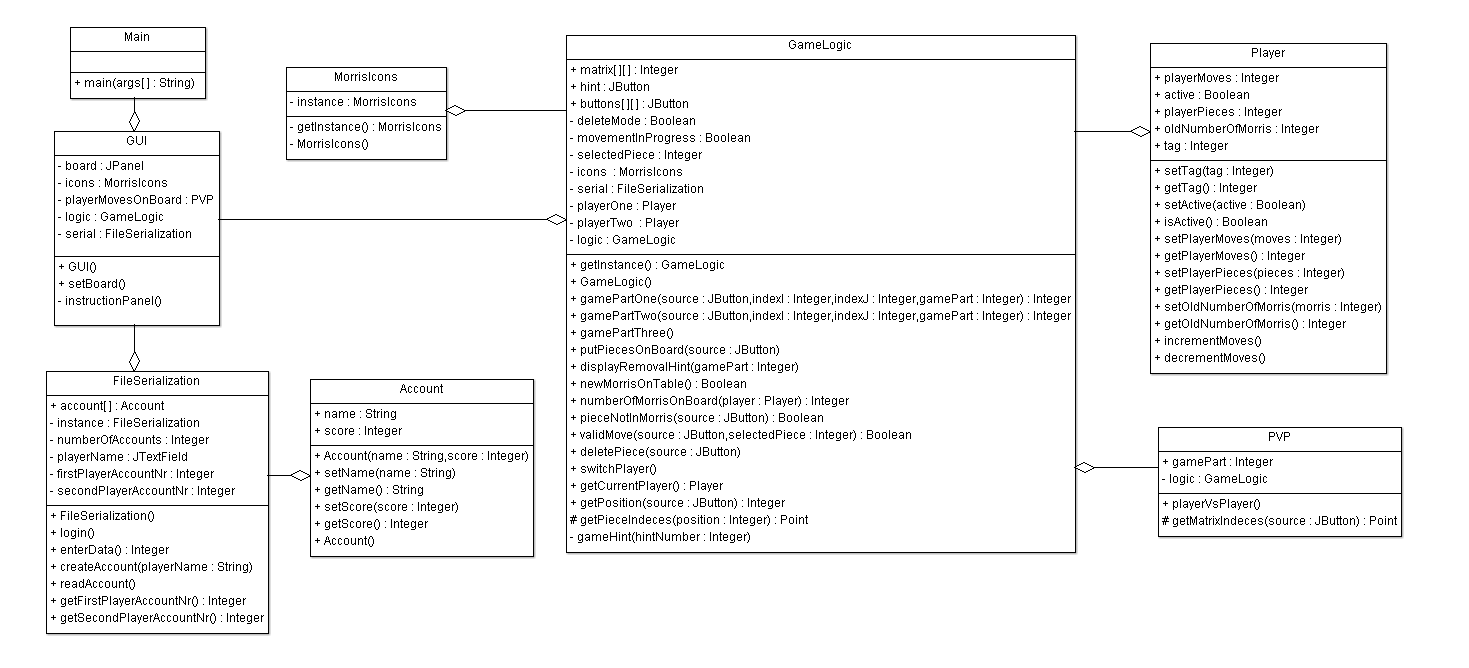 Main
+ main(args[] : String)
GUI
- board : JPanel
- icons : MorrisIcons
- playerMovesOnBoard : PVP
- logic : GameLogic
- serial : FileSerialization
+ GUI()
+ setBoard()
- instructionPanel()
FileSerialization
+ account[] : Account
- instance : FileSerialization
- numberOfAccounts : Integer
- playerName : JTextField
- firstPlayerAccountNr : Integer
- secondPlayerAccountNr : Integer
+ FileSerialization()
+ login()
+ enterData() : Integer
+ createAccount(playerName : String)
+ readAccount()
+ getFirstPlayerAccountNr() : Integer
+ getSecondPlayerAccountNr() : Integer
MorrisIcons
- instance : MorrisIcons
- getInstance() : MorrisIcons
- MorrisIcons()
Account
+ name : String
+ score : Integer
+ Account(name : String,score : Integer)
+ setName(name : String)
+ getName() : String
+ setScore(score : Integer)
+ getScore() : Integer
+ Account()
GameLogic
+ matrix[][] : Integer
+ hint : JButton
+ buttons[][] : JButton
- deleteMode : Boolean
- movementInProgress : Boolean
- selectedPiece : Integer
- icons : MorrisIcons
- serial : FileSerialization
- playerOne : Player
- playerTwo : Player
- logic : GameLogic
+ getInstance() : GameLogic
+ GameLogic()
+ gamePartOne(source : JButton,indexI : Integer,indexJ : Integer,gamePart : Integer) : Integer
+ gamePartTwo(source : JButton,indexI : Integer,indexJ : Integer,gamePart : Integer) : Integer
+ gamePartThree()
+ putPiecesOnBoard(source : JButton)
+ displayRemovalHint(gamePart : Integer)
+ newMorrisOnTable() : Boolean
+ numberOfMorrisOnBoard(player : Player) : Integer
+ pieceNotInMorris(source : JButton) : Boolean
+ validMove(source : JButton,selectedPiece : Integer) : Boolean
+ deletePiece(source : JButton)
+ switchPlayer()
+ getCurrentPlayer() : Player
+ getPosition(source : JButton) : Integer
# getPieceIndeces(position : Integer) : Point
- gameHint(hintNumber : Integer)
Player
+ playerMoves : Integer
+ active : Boolean
+ playerPieces : Integer
+ oldNumberOfMorris : Integer
+ tag : Integer
+ setTag(tag : Integer)
+ getTag() : Integer
+ setActive(active : Boolean)
+ isActive() : Boolean
+ setPlayerMoves(moves : Integer)
+ getPlayerMoves() : Integer
+ setPlayerPieces(pieces : Integer)
+ getPlayerPieces() : Integer
+ setOldNumberOfMorris(morris : Integer)
+ getOldNumberOfMorris() : Integer
+ incrementMoves()
+ decrementMoves()
PVP
+ gamePart : Integer
- logic : GameLogic
+ playerVsPlayer()
# getMatrixIndeces(source : JButton) : Point